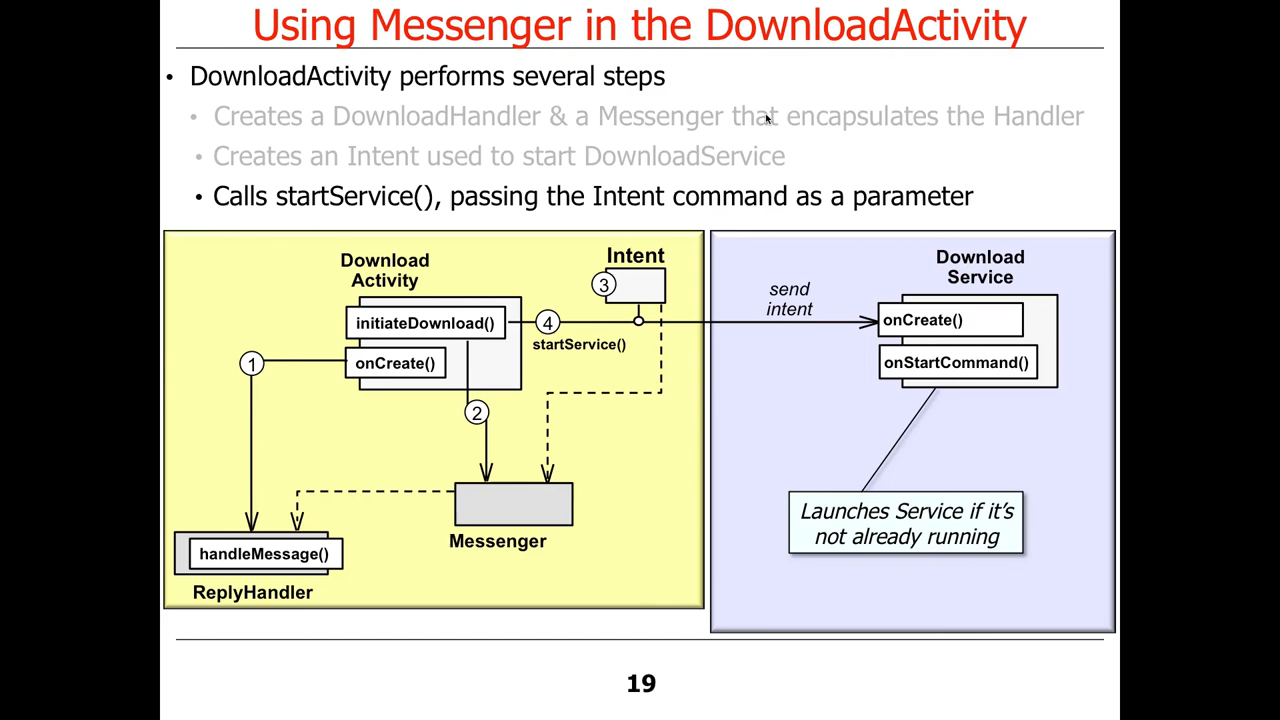 Using Messenger in the DownloadActivity
• DownloadActivity performs several steps
• Creates a DownloadHandler & a Messenger that encapsulates the Handler
• Creates an Intent used to start DownloadService
• Calls startService(), passing the Intent command as a parameter
Download
Activity
initiateDownload()
onCreate()
Intent
3
4
startService()
1
2
Messenger
handleMessage()
ReplyHandler
send
intent
Download
Service
onCreate()
onStartCommand()
Launches Service if it's
not already running
19